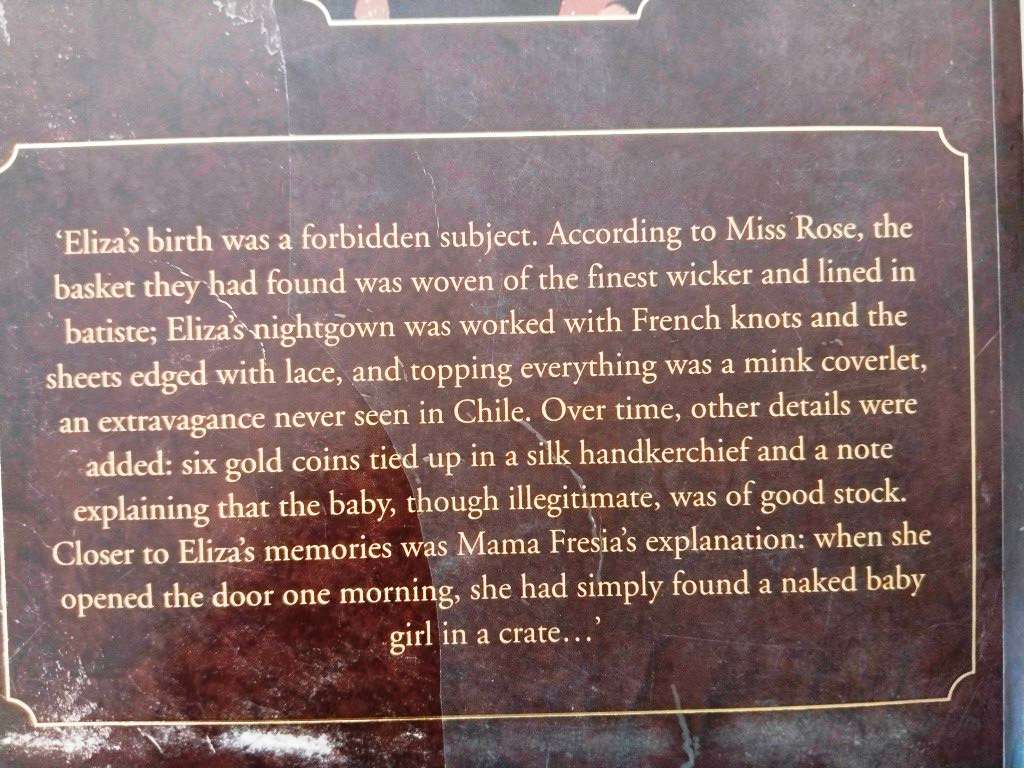 ‘Eliza’s birth was a forbidden subject. According to Miss Rose, the
basket they had found was woven of the finest wicker and lined in
batiste; Eliza’s nightgown was worked with French knots and the
sheets edged with lace, and topping everything was a mink coverlet,
an extravagance never seen in Chile. Over time, other details were
added: six gold coins tied up in a silk handkerchief and a note
explaining that the baby, though illegitimate, was of good stock.
Closer to Eliza’s memories was Mama Fresia’s explanation: when she
opened the door one morning, she had simply found a naked baby
girl in a crate…’